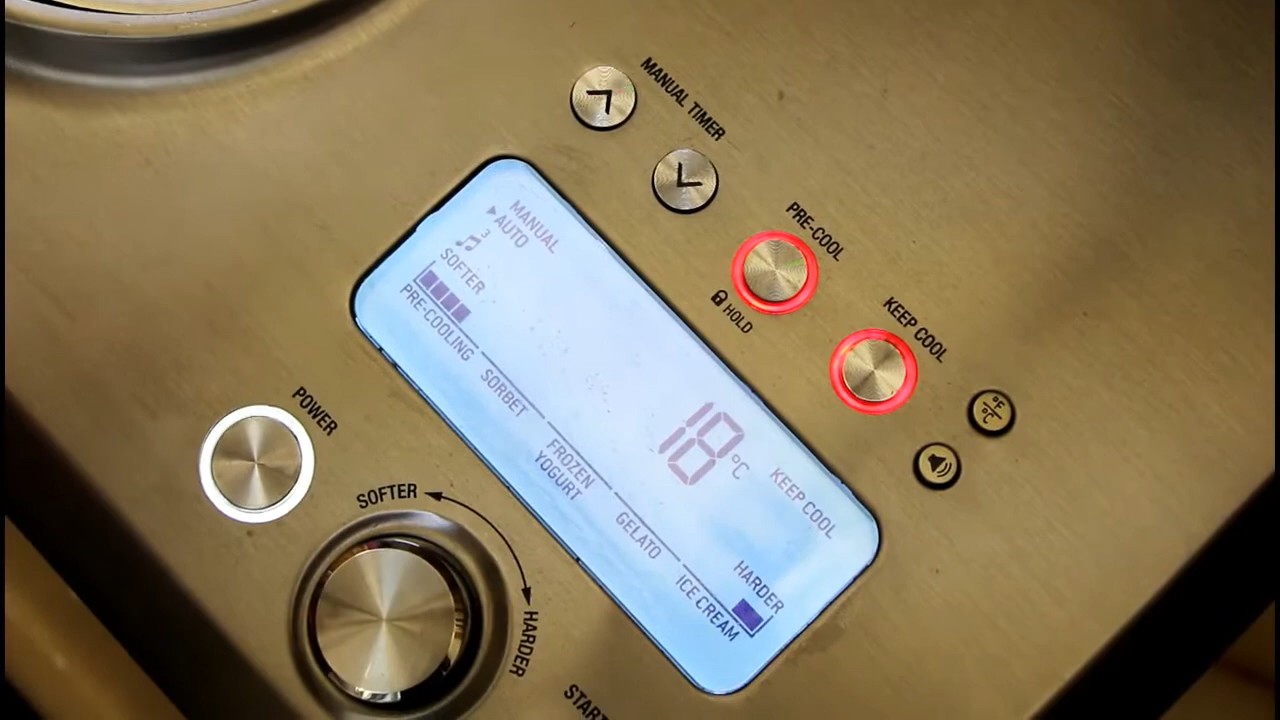 MANUAL TIMER
PRE-COOL
HOLD
KEEP COOL
°F
°C
POWER
SOFTER
HARDER
MANUAL
AUTO
3
SOFTER
PRE-COOLING
SORBET
FROZEN
YOGURT
GELATO
ICE CREAM
HARDER
18 °C
KEEP COOL
START